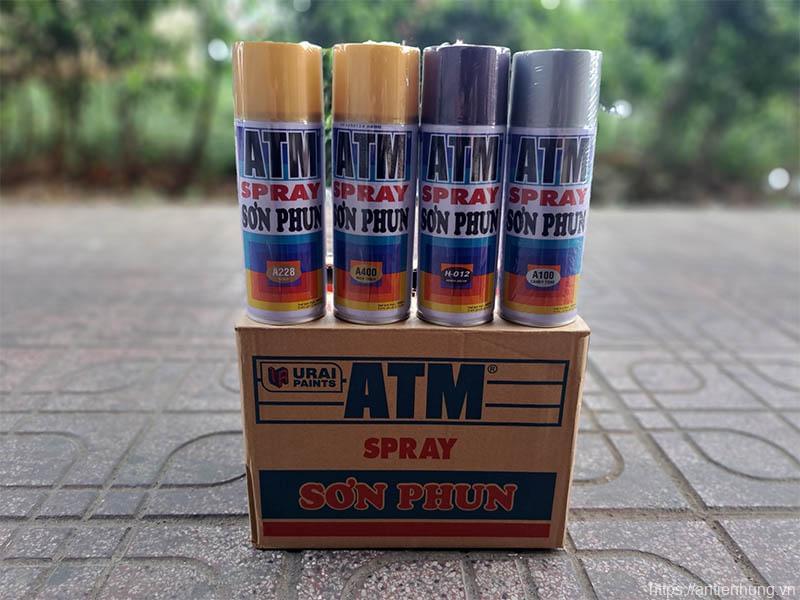 ATM
SPRAY
SƠN PHUN
A228
ATM
SPRAY
SƠN PHUN
A400
ATM
SPRAY
SƠN PHUN
H-012
ATM
SPRAY
SƠN PHUN
A100
URAI
PAINTS
ATM®
SPRAY
SƠN PHUN
https://antienhung.vn